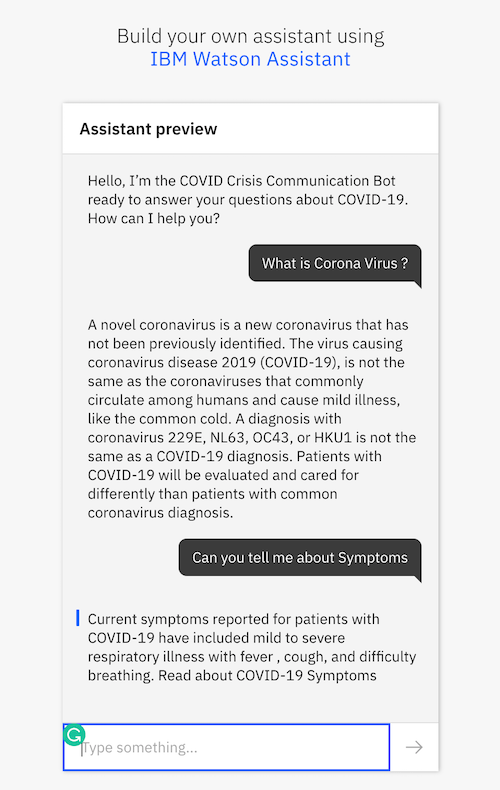 Build your own assistant using
IBM Watson Assistant
Assistant preview
Hello, I'm the COVID Crisis Communication Bot
ready to answer your questions about COVID-19.
How can I help you?
What is Corona Virus ?
A novel coronavirus is a new coronavirus that has
not been previously identified. The virus causing
coronavirus disease 2019 (COVID-19), is not the
same as the coronaviruses that commonly
circulate among humans and cause mild illness,
like the common cold. A diagnosis with
coronavirus 229E, NL63, OC43, or HKU1 is not the
same as a COVID-19 diagnosis. Patients with
COVID-19 will be evaluated and cared for
differently than patients with common
coronavirus diagnosis.
Can you tell me about Symptoms
Current symptoms reported for patients with
COVID-19 have included mild to severe
respiratory illness with fever , cough, and difficulty
breathing. Read about COVID-19 Symptoms
Type something...